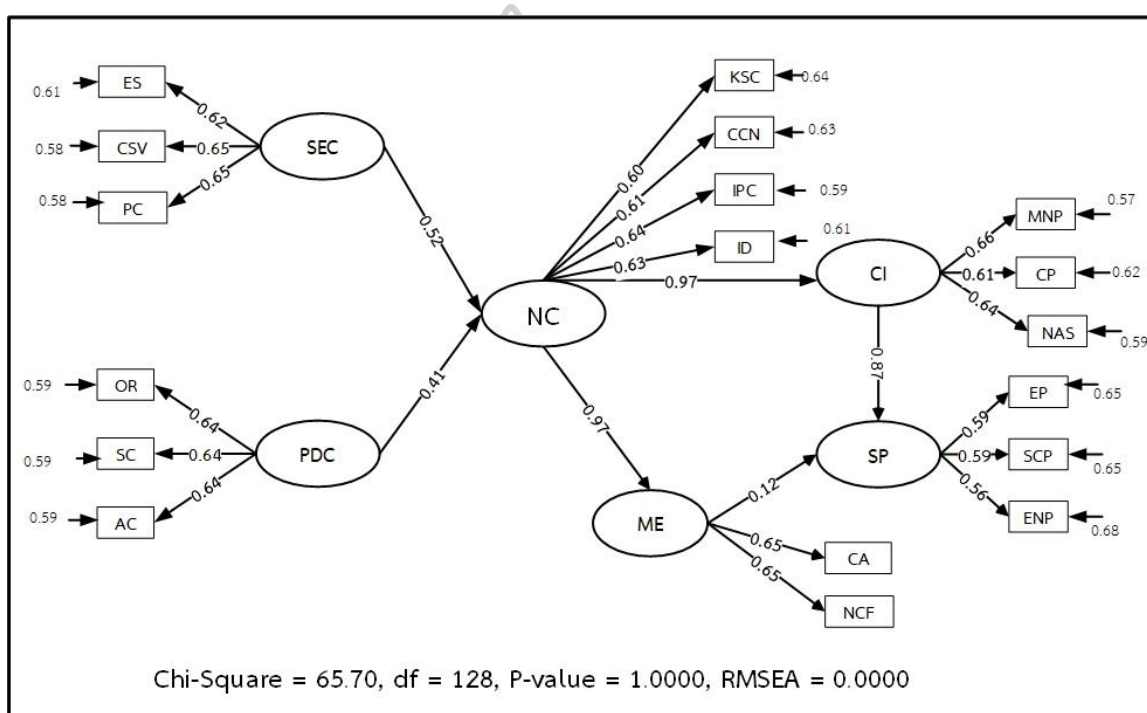 0.61 ES 0.62
0.58 CSV 0.65
0.58 PC 0.65
SEC
0.52
0.59 OR 0.64
0.59 SC 0.64
0.59 AC 0.64
PDC
0.41
NC
0.60 KSC 0.64
0.61 CCN 0.63
0.64 IPC 0.59
0.63 ID 0.61
0.97
CI
0.66 MNP 0.57
0.61 CP 0.62
0.64 NAS 0.59
0.87
0.97
ME
0.12
SP
0.59 EP 0.65
0.59 SCP 0.65
0.56 ENP 0.68
0.65 CA
0.65 NCF
Chi-Square = 65.70, df = 128, P-value = 1.0000, RMSEA = 0.0000